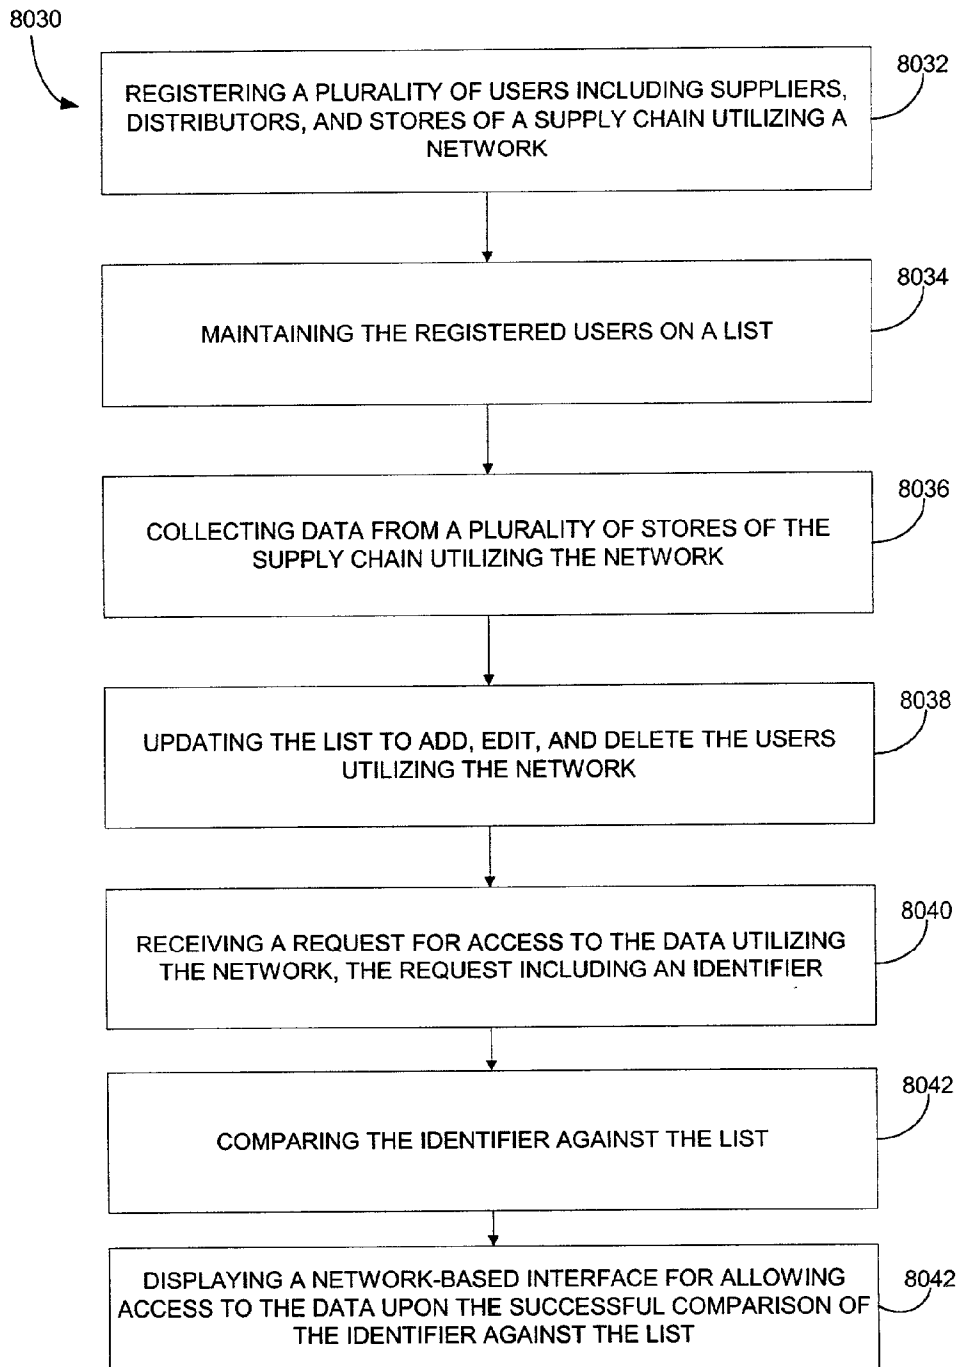 8030
8032
REGISTERING A PLURALITY OF USERS INCLUDING SUPPLIERS,
DISTRIBUTORS, AND STORES OF A SUPPLY CHAIN UTILIZING A
NETWORK
8034
MAINTAINING THE REGISTERED USERS ON A LIST
8036
COLLECTING DATA FROM A PLURALITY OF STORES OF THE
SUPPLY CHAIN UTILIZING THE NETWORK
8038
UPDATING THE LIST TO ADD, EDIT, AND DELETE THE USERS
UTILIZING THE NETWORK
8040
RECEIVING A REQUEST FOR ACCESS TO THE DATA UTILIZING
THE NETWORK, THE REQUEST INCLUDING AN IDENTIFIER
8042
COMPARING THE IDENTIFIER AGAINST THE LIST
8042
DISPLAYING A NETWORK-BASED INTERFACE FOR ALLOWING
ACCESS TO THE DATA UPON THE SUCCESSFUL COMPARISON OF
THE IDENTIFIER AGAINST THE LIST